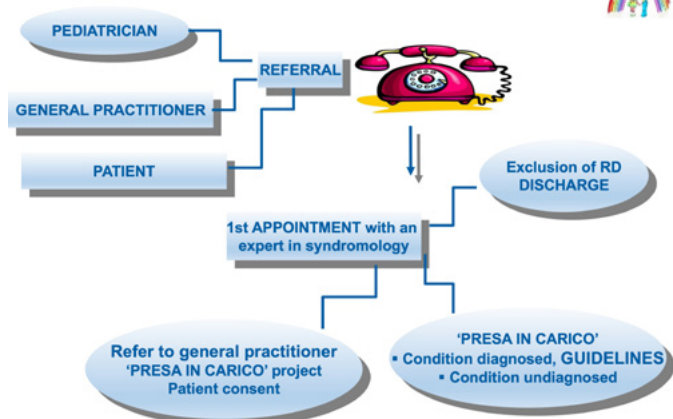 PEDIATRICIAN
REFERRAL
GENERAL PRACTITIONER
PATIENT
Exclusion of RD
DISCHARGE
1st APPOINTMENT with an
expert in syndromology
Refer to general practitioner
'PRESA IN CARICO' project
Patient consent
'PRESA IN CARICO'
▪ Condition diagnosed, GUIDELINES
▪ Condition undiagnosed